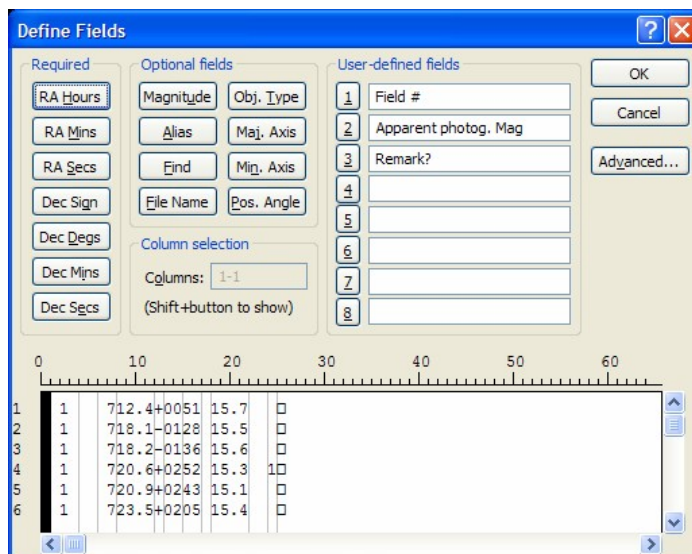 Define Fields
Required
RA Hours
RA Mins
RA Secs
Dec Sign
Dec Degs
Dec Mins
Dec Secs
Optional fields
Magnitude Obj. Type
Alias Maj. Axis
Find Min. Axis
File Name Pos. Angle
Column selection
Columns: 1-1
(Shift+button to show)
User-defined fields
1 Field #
2 Apparent photog. Mag
3 Remark?
4
5
6
7
8
OK
Cancel
Advanced...
0 10 20 30 40 50 60
1 1 712.4+0051 15.7
2 1 718.1-0128 15.5
3 1 718.2-0136 15.6
4 1 720.6+0252 15.3 1
5 1 720.9+0243 15.1
6 1 723.5+0205 15.4